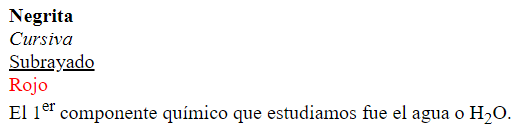 Negrita
Cursiva
Subrayado
Rojo
El 1er componente químico que estudiamos fue el agua o H2O.